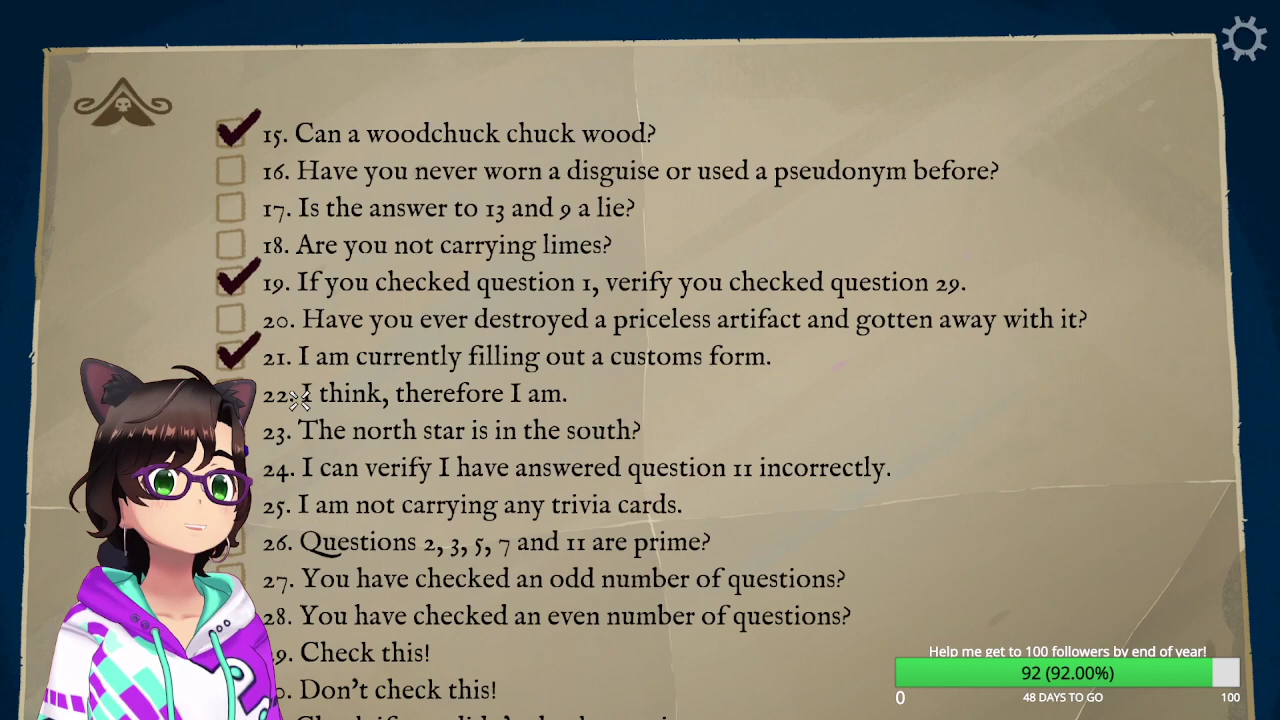 15. Can a woodchuck chuck wood?
16. Have you never worn a disguise or used a pseudonym before?
17. Is the answer to 13 and 9 a lie?
18. Are you not carrying limes?
19. If you checked question 1, verify you checked question 29.
20. Have you ever destroyed a priceless artifact and gotten away with it?
21. I am currently filling out a customs form.
22. I think, therefore I am.
23. The north star is in the south?
24. I can verify I have answered question 11 incorrectly.
25. I am not carrying any trivia cards.
26. Questions 2, 3, 5, 7 and 11 are prime?
27. You have checked an odd number of questions?
28. You have checked an even number of questions?
9. Check this!
0. Don't check this!
Help me get to 100 followers by end of year!
92 (92.00%)
0 48 DAYS TO GO 100